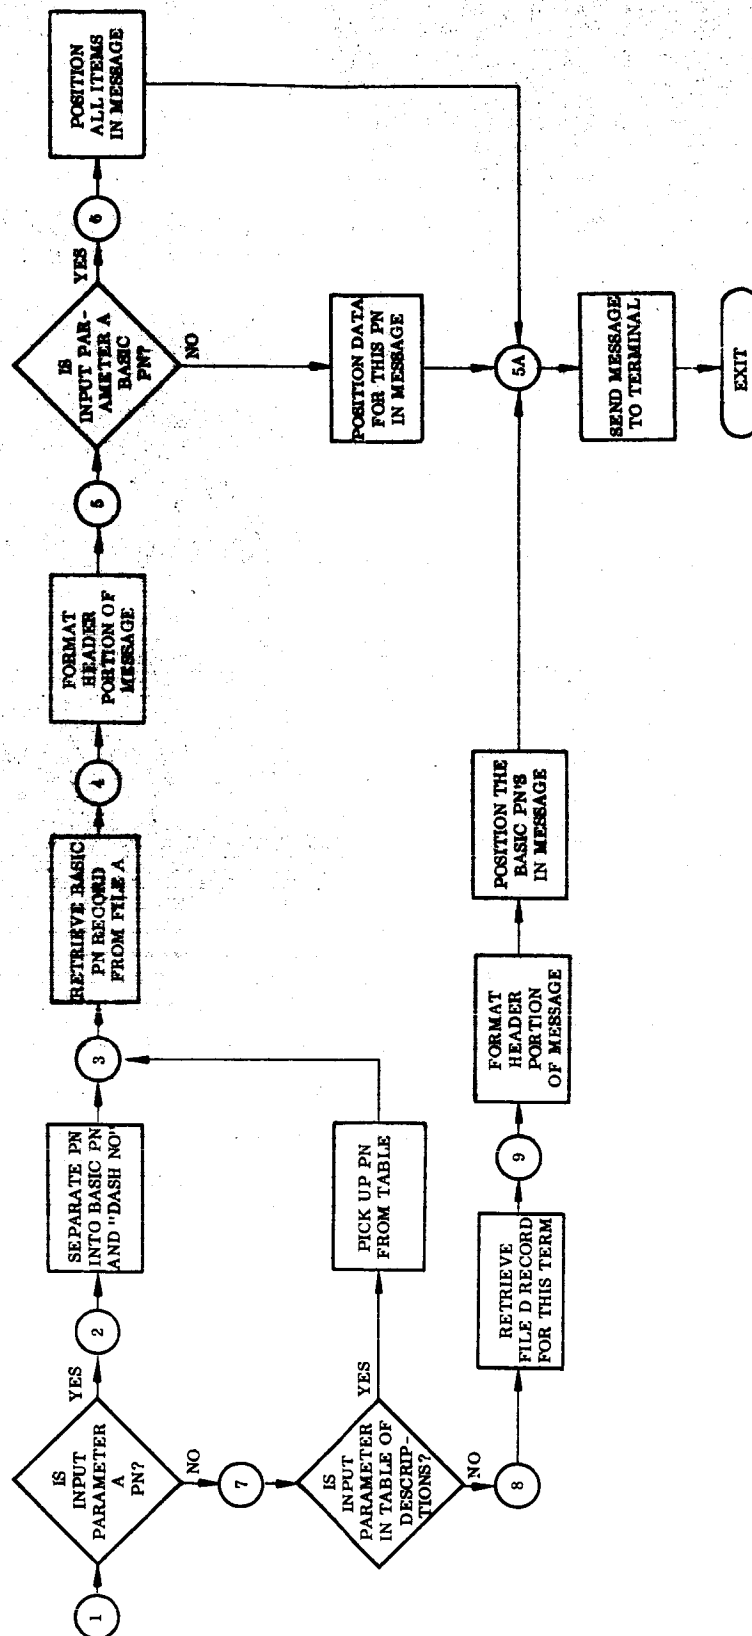 1
IS
INPUT
PARAMETER
A
PN?
YES
NO
2
SEPARATE PN
INTO BASIC PN
AND "DASH NO"
3
RETRIEVE BASIC
PN RECORD
FROM FILE A
4
FORMAT
HEADER
PORTION OF
MESSAGE
5
IS
INPUT PAR-
AMETER A
BASIC
PN?
YES
NO
6
POSITION
ALL ITEMS
IN MESSAGE
7
IS
INPUT
PARAMETER
IN TABLE OF
DESCRIP-
TIONS?
YES
NO
PICK UP PN
FROM TABLE
POSITION DATA
FOR THIS PN
IN MESSAGE
8
RETRIEVE
FILE D RECORD
FOR THIS TERM
9
FORMAT
HEADER
PORTION
OF MESSAGE
POSITION THE
BASIC PN'S
IN MESSAGE
5A
SEND MESSAGE
TO TERMINAL
EXIT